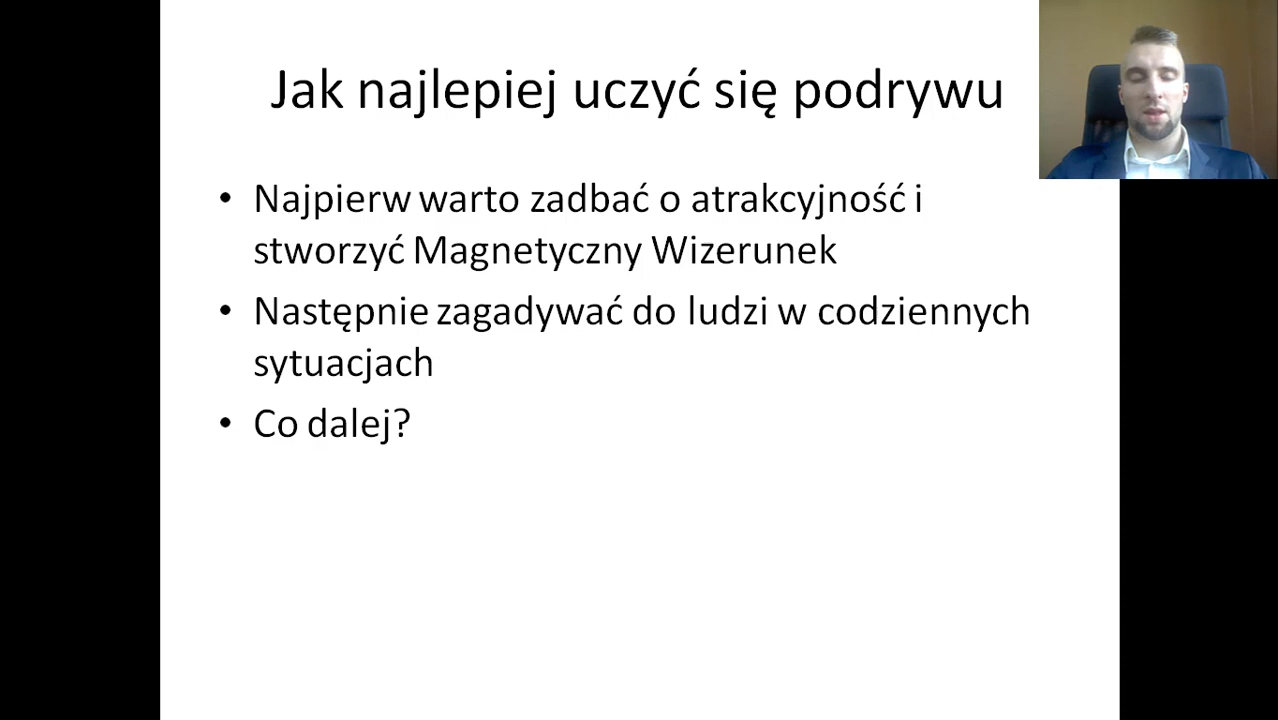 Jak najlepiej uczyć się podrywu
• Najpierw warto zadbać o atrakcyjność i
stworzyć Magnetyczny Wizerunek
• Następnie zagadywać do ludzi w codziennych
sytuacjach
• Co dalej?